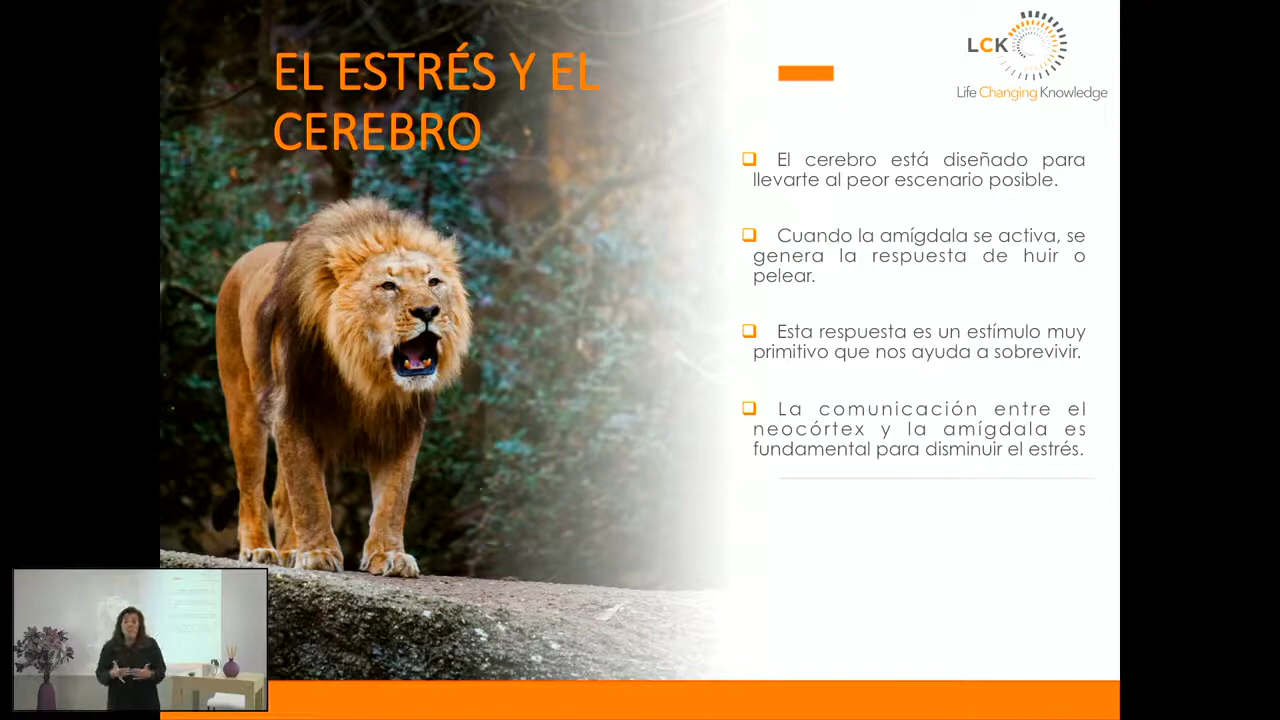 EL ESTRÉS Y EL
CEREBRO
LCK
Life Changing Knowledge
❑ El cerebro está diseñado para
llevarte al peor escenario posible.
❑ Cuando la amígdala se activa, se
genera la respuesta de huir o
pelear.
❑ Esta respuesta es un estímulo muy
primitivo que nos ayuda a sobrevivir.
❑ La comunicación entre el
neocórtex y la amígdala es
fundamental para disminuir el estrés.